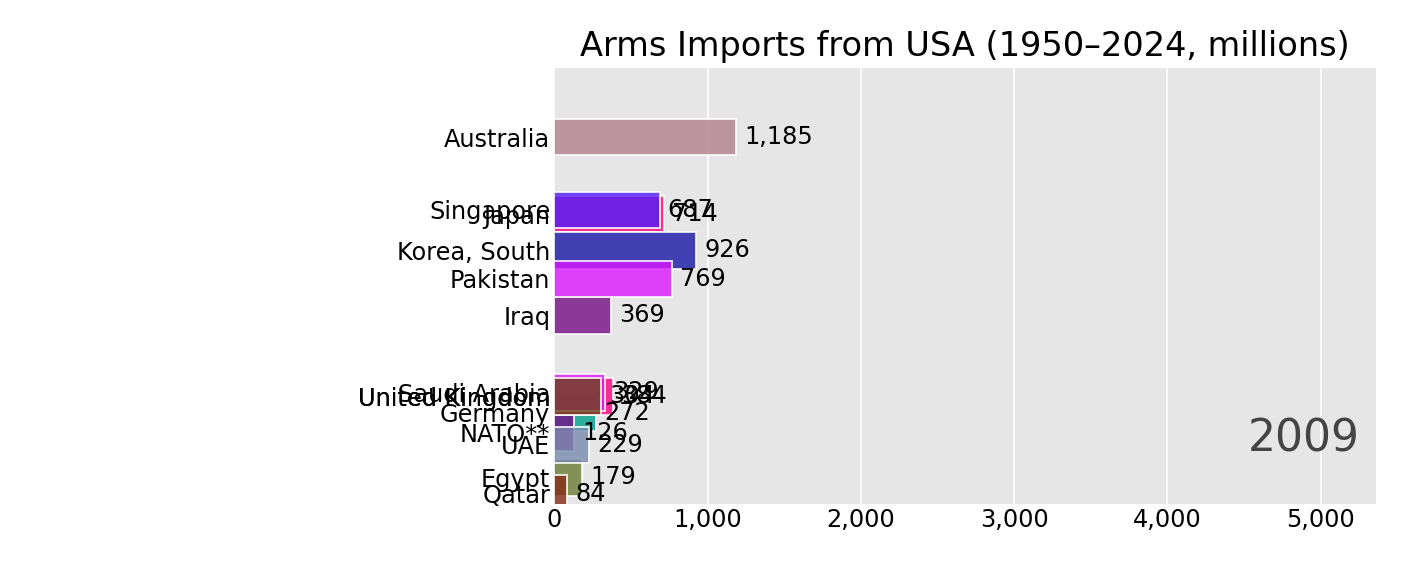 Arms Imports from USA (1950–2024, millions)
Australia 1,185
Singapore 687
Japan 714
Korea, South 926
Pakistan 769
Iraq 369
Saudi Arabia 329
United Kingdom
Germany 272
NATO** 126
UAE 229
2009
Egypt 179
Qatar 84
0 1,000 2,000 3,000 4,000 5,000